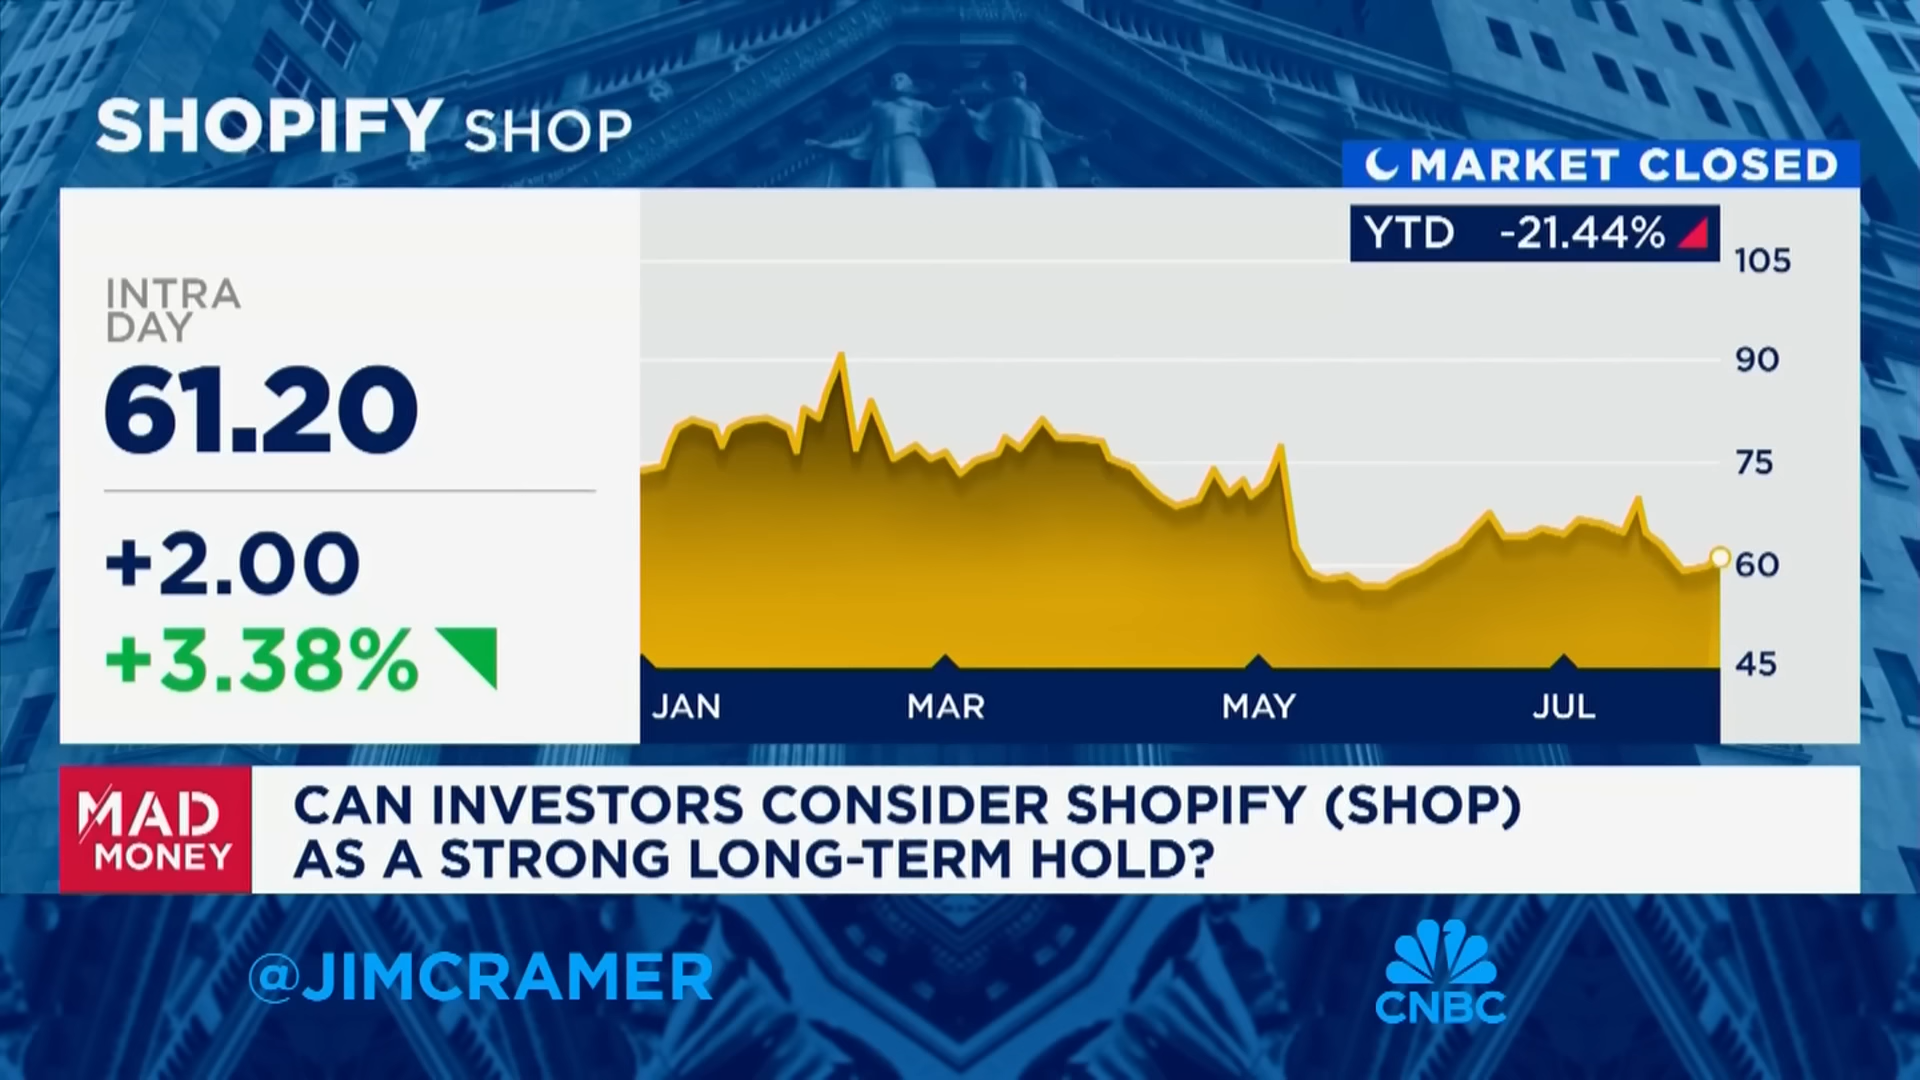 SHOPIFY SHOP
MARKET CLOSED
YTD -21.44%
INTRA
DAY
61.20
+2.00
+3.38%
105
90
75
60
45
JAN MAR MAY JUL
MAD
MONEY
CAN INVESTORS CONSIDER SHOPIFY (SHOP)
AS A STRONG LONG-TERM HOLD?
@JIMCRAMER
CNBC